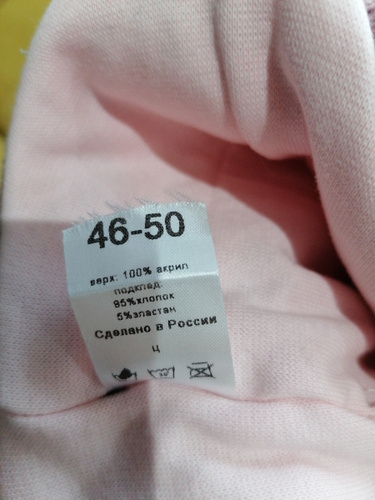 46-50
верх: 100% акрил
подклад:
95%хлопок
5%эластан
Сделано в России
Ц